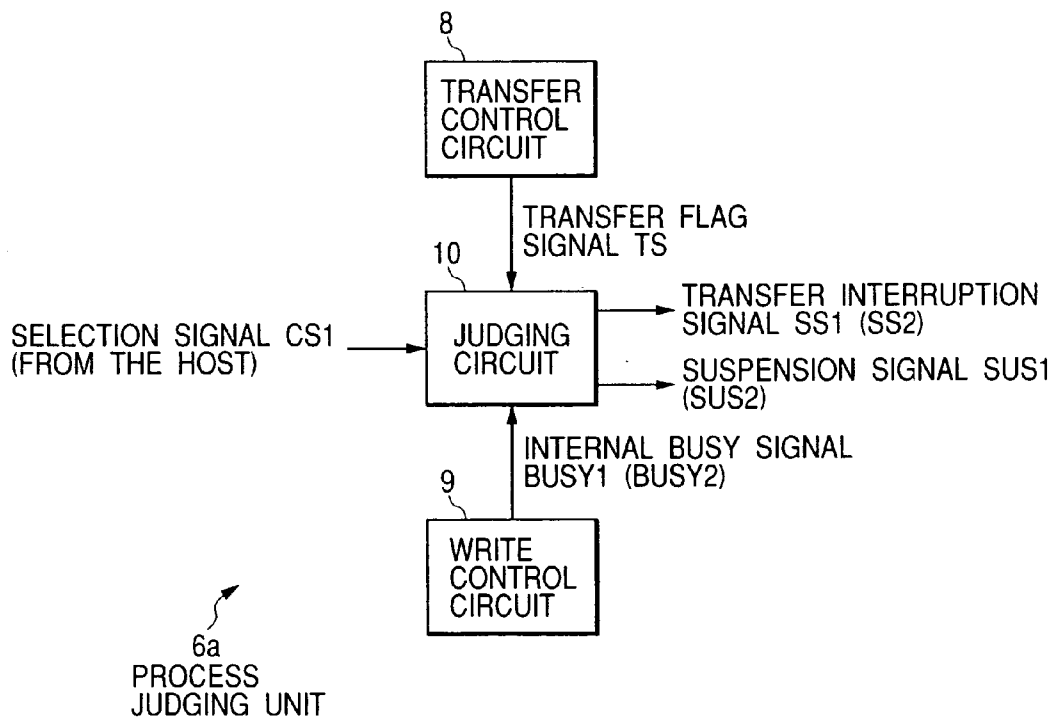 8
TRANSFER
CONTROL
CIRCUIT
TRANSFER FLAG
SIGNAL TS
10
JUDGING
CIRCUIT
SELECTION SIGNAL CS1
(FROM THE HOST)
TRANSFER INTERRUPTION
SIGNAL SS1 (SS2)
SUSPENSION SIGNAL SUS1
(SUS2)
INTERNAL BUSY SIGNAL
BUSY1 (BUSY2)
9
WRITE
CONTROL
CIRCUIT
6a
PROCESS
JUDGING UNIT